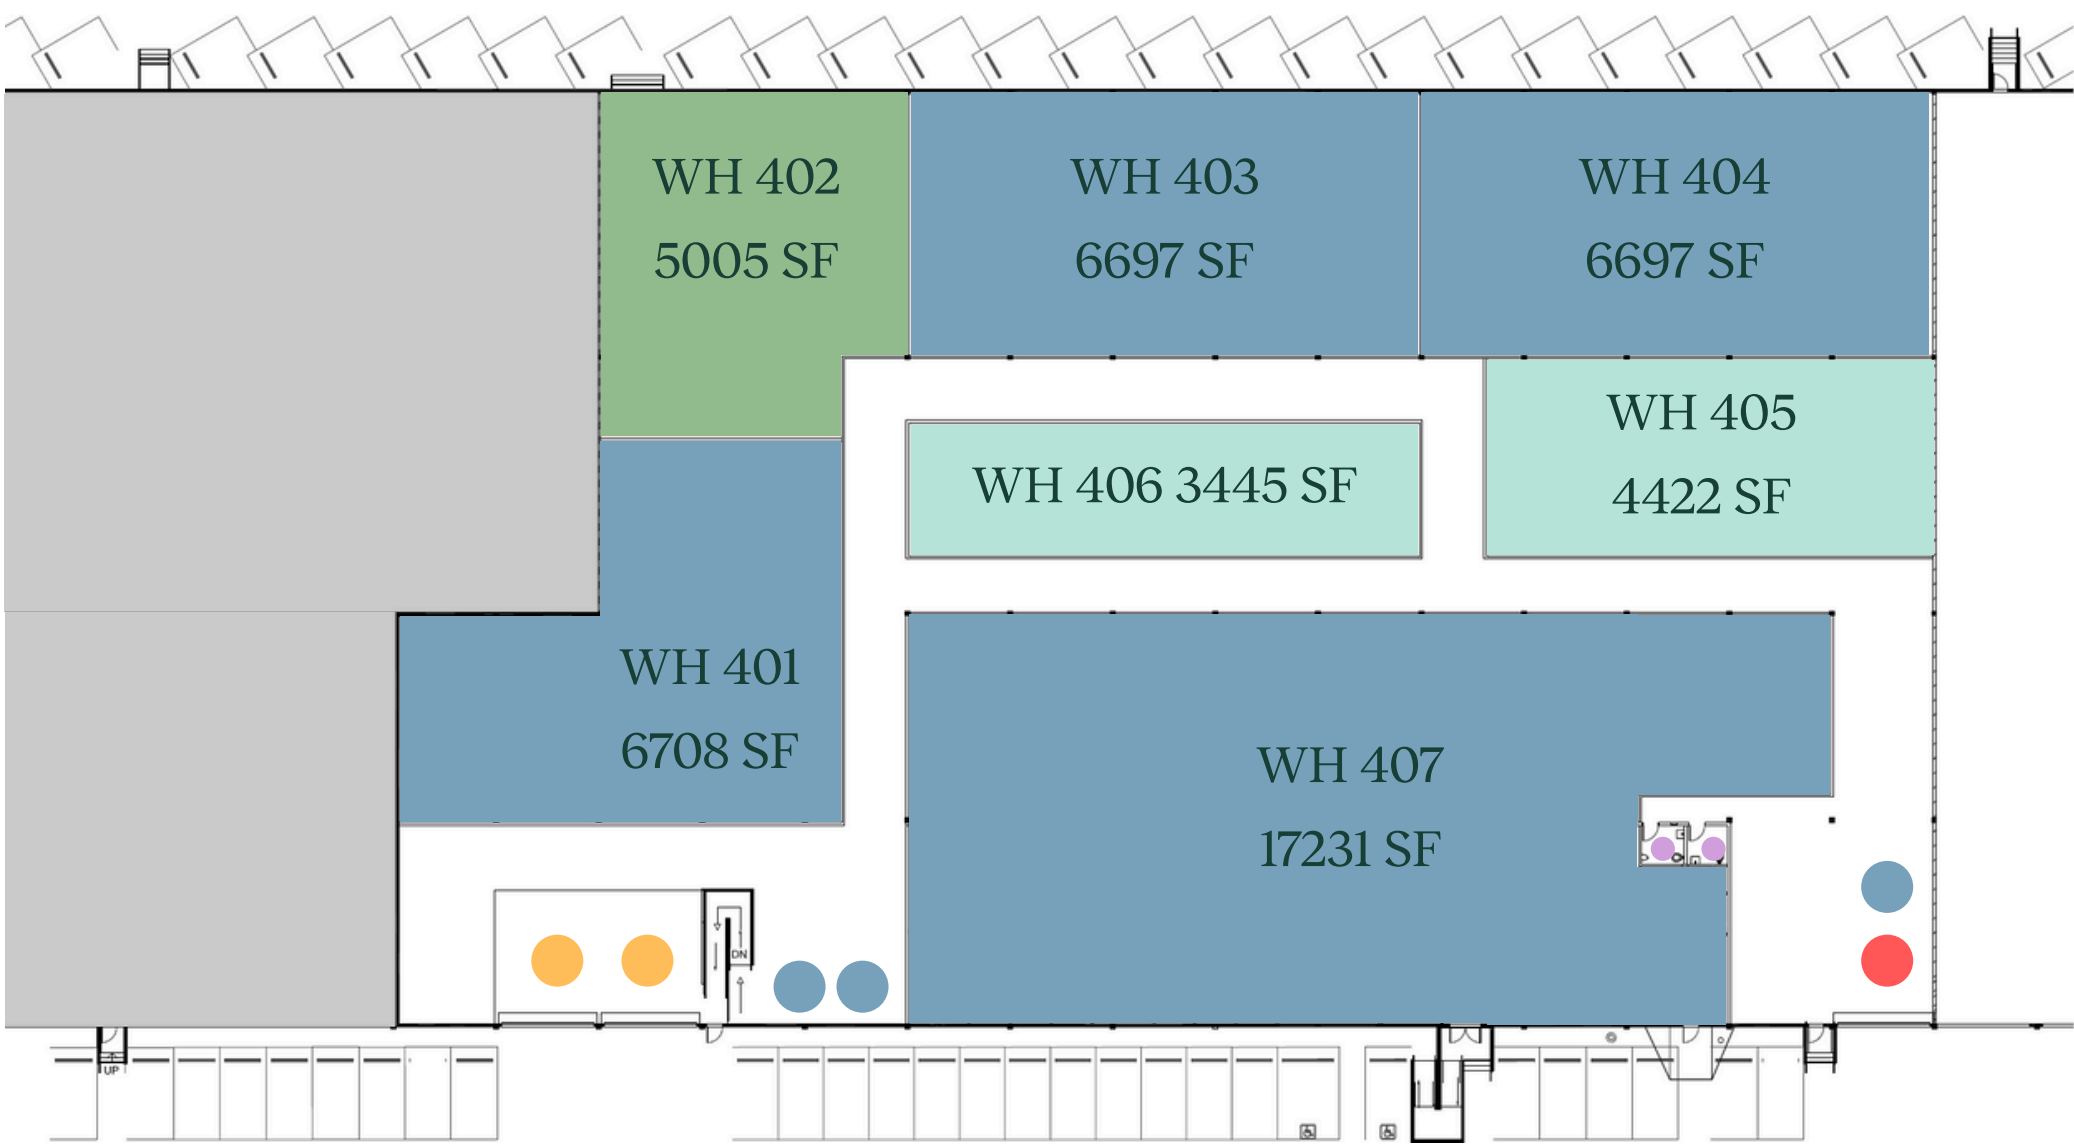 WH 402
5005 SF
WH 403
6697 SF
WH 404
6697 SF
WH 405
4422 SF
WH 406 3445 SF
WH 401
6708 SF
WH 407
17231 SF
DN
UP